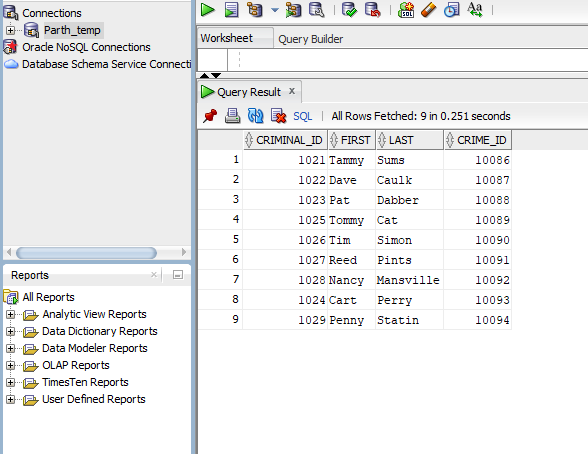 Connections
Parth_temp
Oracle NoSQL Connections
Database Schema Service Connecti
Reports
All Reports
Analytic View Reports
Data Dictionary Reports
Data Modeler Reports
OLAP Reports
TimesTen Reports
User Defined Reports
SQL Aa
Worksheet Query Builder
Query Result x
SQL | All Rows Fetched: 9 in 0.251 seconds
CRIMINAL_ID FIRST LAST CRIME_ID
1 1021 Tammy Sums 10086
2 1022 Dave Caulk 10087
3 1023 Pat Dabber 10088
4 1025 Tommy Cat 10089
5 1026 Tim Simon 10090
6 1027 Reed Pints 10091
7 1028 Nancy Mansville 10092
8 1024 Cart Perry 10093
9 1029 Penny Statin 10094